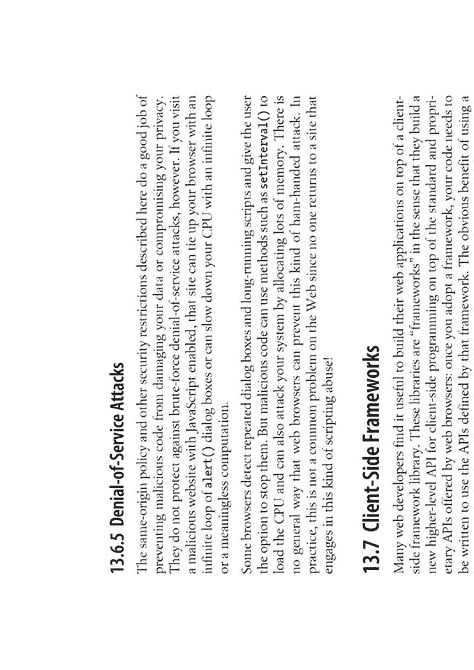 13.6.5 Denial-of-Service Attacks
The same-origin policy and other security restrictions described here do a good job of
preventing malicious code from damaging your data or compromising your privacy.
They do not protect against brute-force denial-of-service attacks, however. If you visit
a malicious website with JavaScript enabled, that site can tie up your browser with an
infinite loop of alert() dialog boxes or can slow down your CPU with an infinite loop
or a meaningless computation.
Some browsers detect repeated dialog boxes and long-running scripts and give the user
the option to stop them. But malicious code can use methods such as setInterval() to
load the CPU and can also attack your system by allocating lots of memory. There is
no general way that web browsers can prevent this kind of ham-handed attack. In
practice, this is not a common problem on the Web since no one returns to a site that
engages in this kind of scripting abuse!
13.7 Client-Side Frameworks
Many web developers find it useful to build their web applications on top of a client-
side framework library. These libraries are “frameworks” in the sense that they build a
new higher-level API for client-side programming on top of the standard and propri-
etary APIs offered by web browsers: once you adopt a framework, your code needs to
be written to use the APIs defined by that framework. The obvious benefit of using a